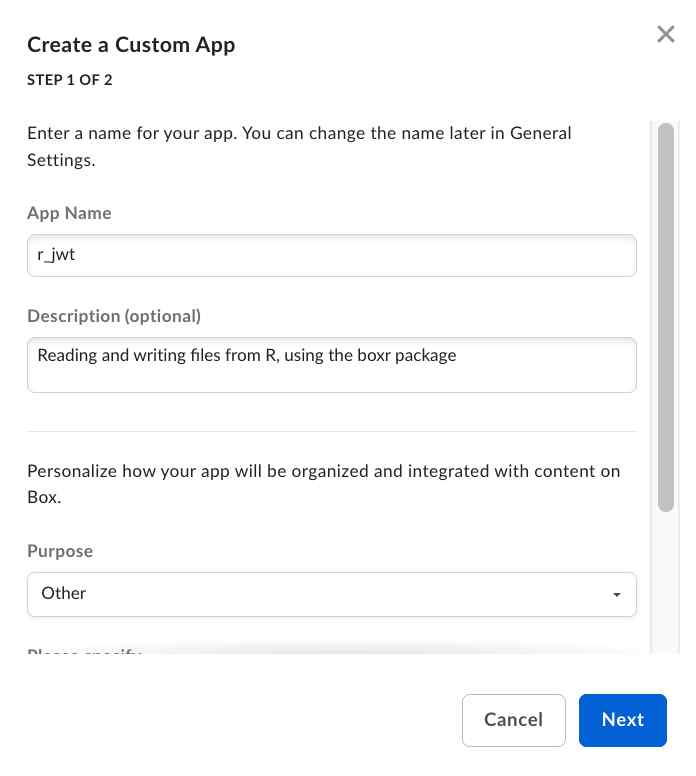 Create a Custom App
STEP 1 OF 2
Enter a name for your app. You can change the name later in General
Settings.
App Name
r_jwt
Description (optional)
Reading and writing files from R, using the boxr package
Personalize how your app will be organized and integrated with content on
Box.
Purpose
Other
Please specify
Cancel
Next